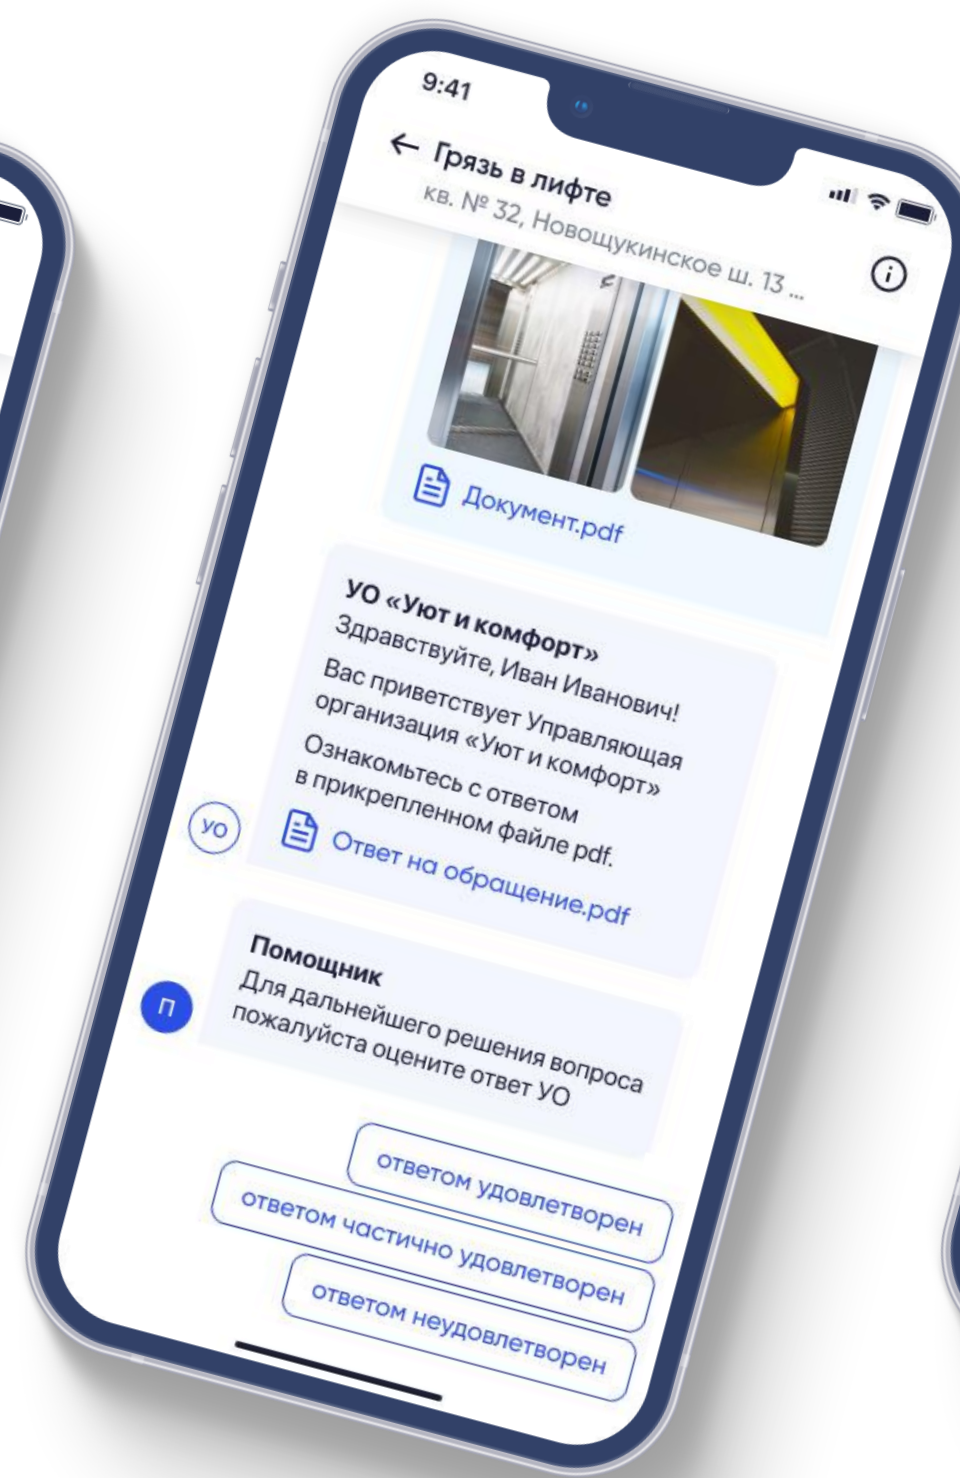 9:41
Грязь в лифте
кв. № 32, Новощукинское ш. 13 ...
Документ.pdf
УО «Уют и комфорт»
Здравствуйте, Иван Иванович!
Вас приветствует Управляющая
организация «Уют и комфорт»
Ознакомьтесь с ответом
в прикрепленном файле pdf.
УО
Ответ на обращение.pdf
Помощник
П
Для дальнейшего решения вопроса
пожалуйста оцените ответ УО
ответом удовлетворен
ответом частично удовлетворен
ответом неудовлетворен